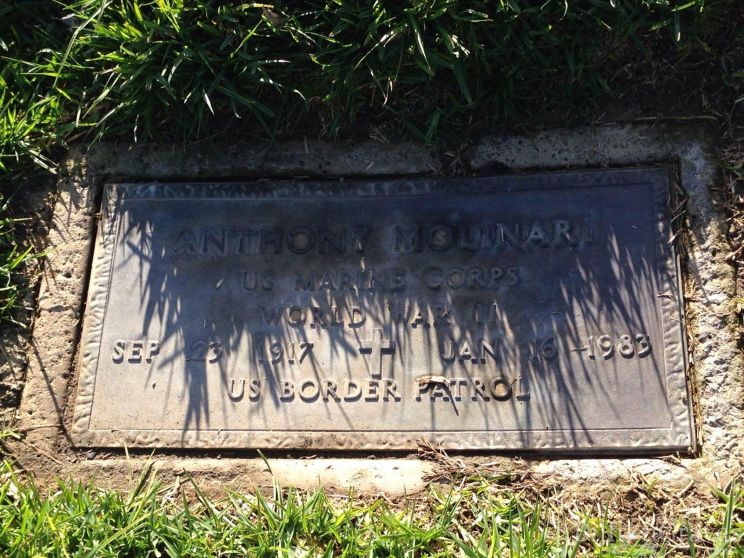 ANTHONY MOLINARI
US MARINE CORPS
WORLD WAR II
SEP 23 1917 JAN 16 1983
US BORDER PATROL